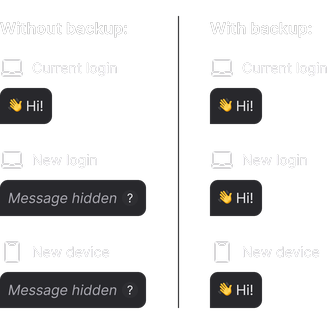 Without backup:
Current login
👋 Hi!
New login
Message hidden ?
New device
Message hidden ?
With backup:
Current login
👋 Hi!
New login
👋 Hi!
New device
👋 Hi!